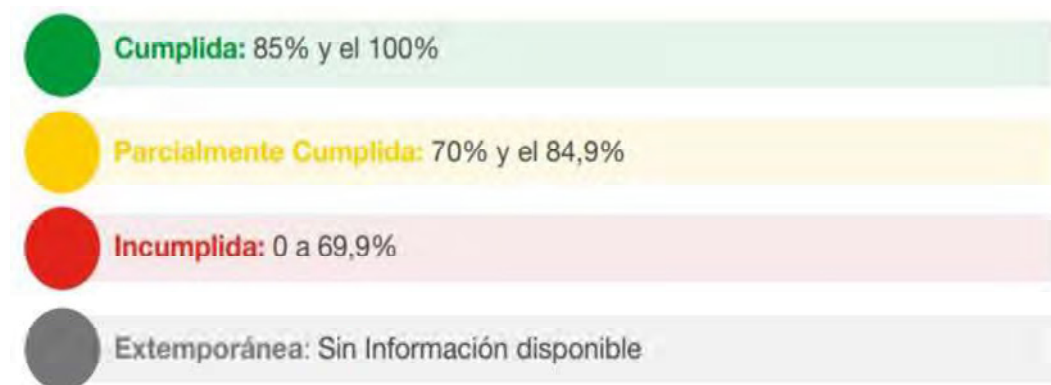 Cumplida: 85% y el 100%
Parcialmente Cumplida: 70% y el 84,9%
Incumplida: 0 a 69,9%
Extemporánea: Sin Información disponible